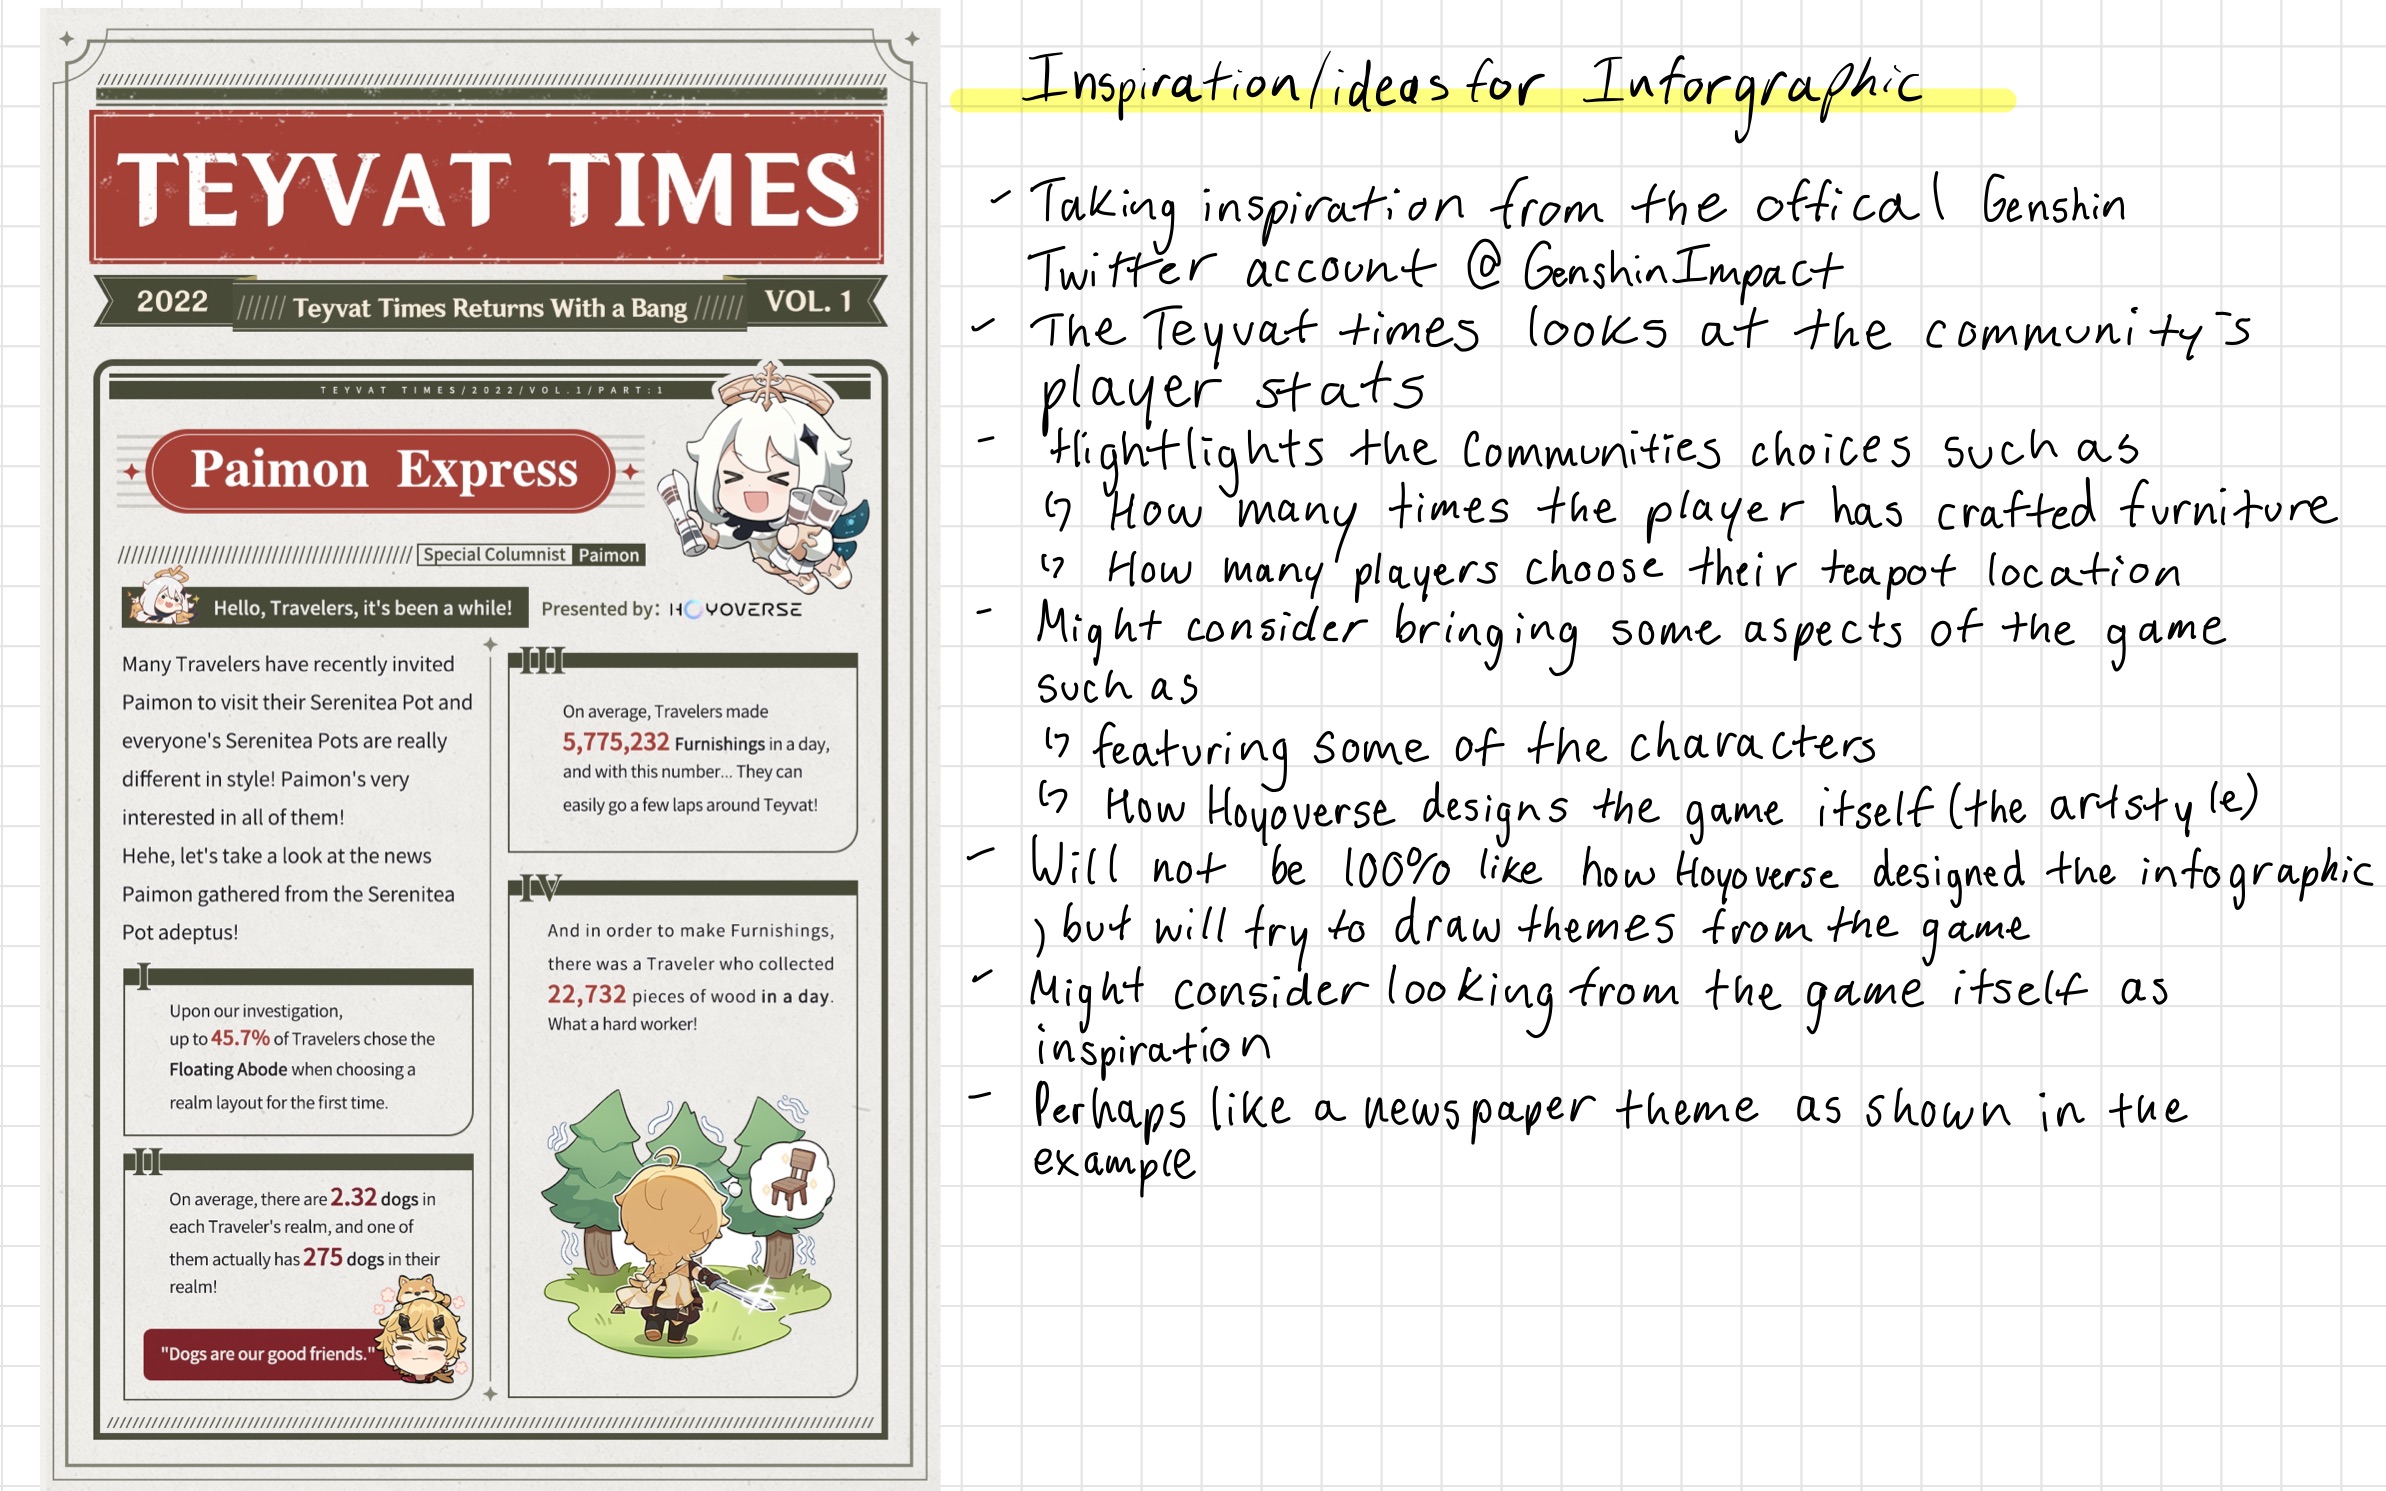 TEYVAT TIMES
2022
Teyvat Times Returns With a Bang
VOL. 1
TEYVAT TIMES/2022/VOL.1/PART:1
Paimon Express
Special Columnist Paimon
Hello, Travelers, it's been a while!
Presented by: HOYOVERSE
Many Travelers have recently invited
Paimon to visit their Serenitea Pot and
everyone's Serenitea Pots are really
different in style! Paimon's very
interested in all of them!
Hehe, let's take a look at the news
Paimon gathered from the Serenitea
Pot adeptus!
I
Upon our investigation,
up to 45.7% of Travelers chose the
Floating Abode when choosing a
realm layout for the first time.
II
On average, there are 2.32 dogs in
each Traveler's realm, and one of
them actually has 275 dogs in their
realm!
"Dogs are our good friends."
III
On average, Travelers made
5,775,232 Furnishings in a day,
and with this number... They can
easily go a few laps around Teyvat!
IV
And in order to make Furnishings,
there was a Traveler who collected
22,732 pieces of wood in a day.
What a hard worker!
Inspiration/ideas for Inforgraphic
- Taking inspiration from the offical Genshin
Twitter account @GenshinImpact
- The Teyvat times looks at the community's
player stats
- Hightlights the Communities choices such as
↳ How many times the player has crafted furniture
↳ How many players choose their teapot location
- Might consider bringing some aspects of the game
such as
↳ featuring some of the characters
↳ How Hoyoverse designs the game itself (the artstyle)
- Will not be 100% like how Hoyoverse designed the infographic
, but will try to draw themes from the game
- Might consider looking from the game itself as
inspiration
- Perhaps like a newspaper theme as shown in the
example